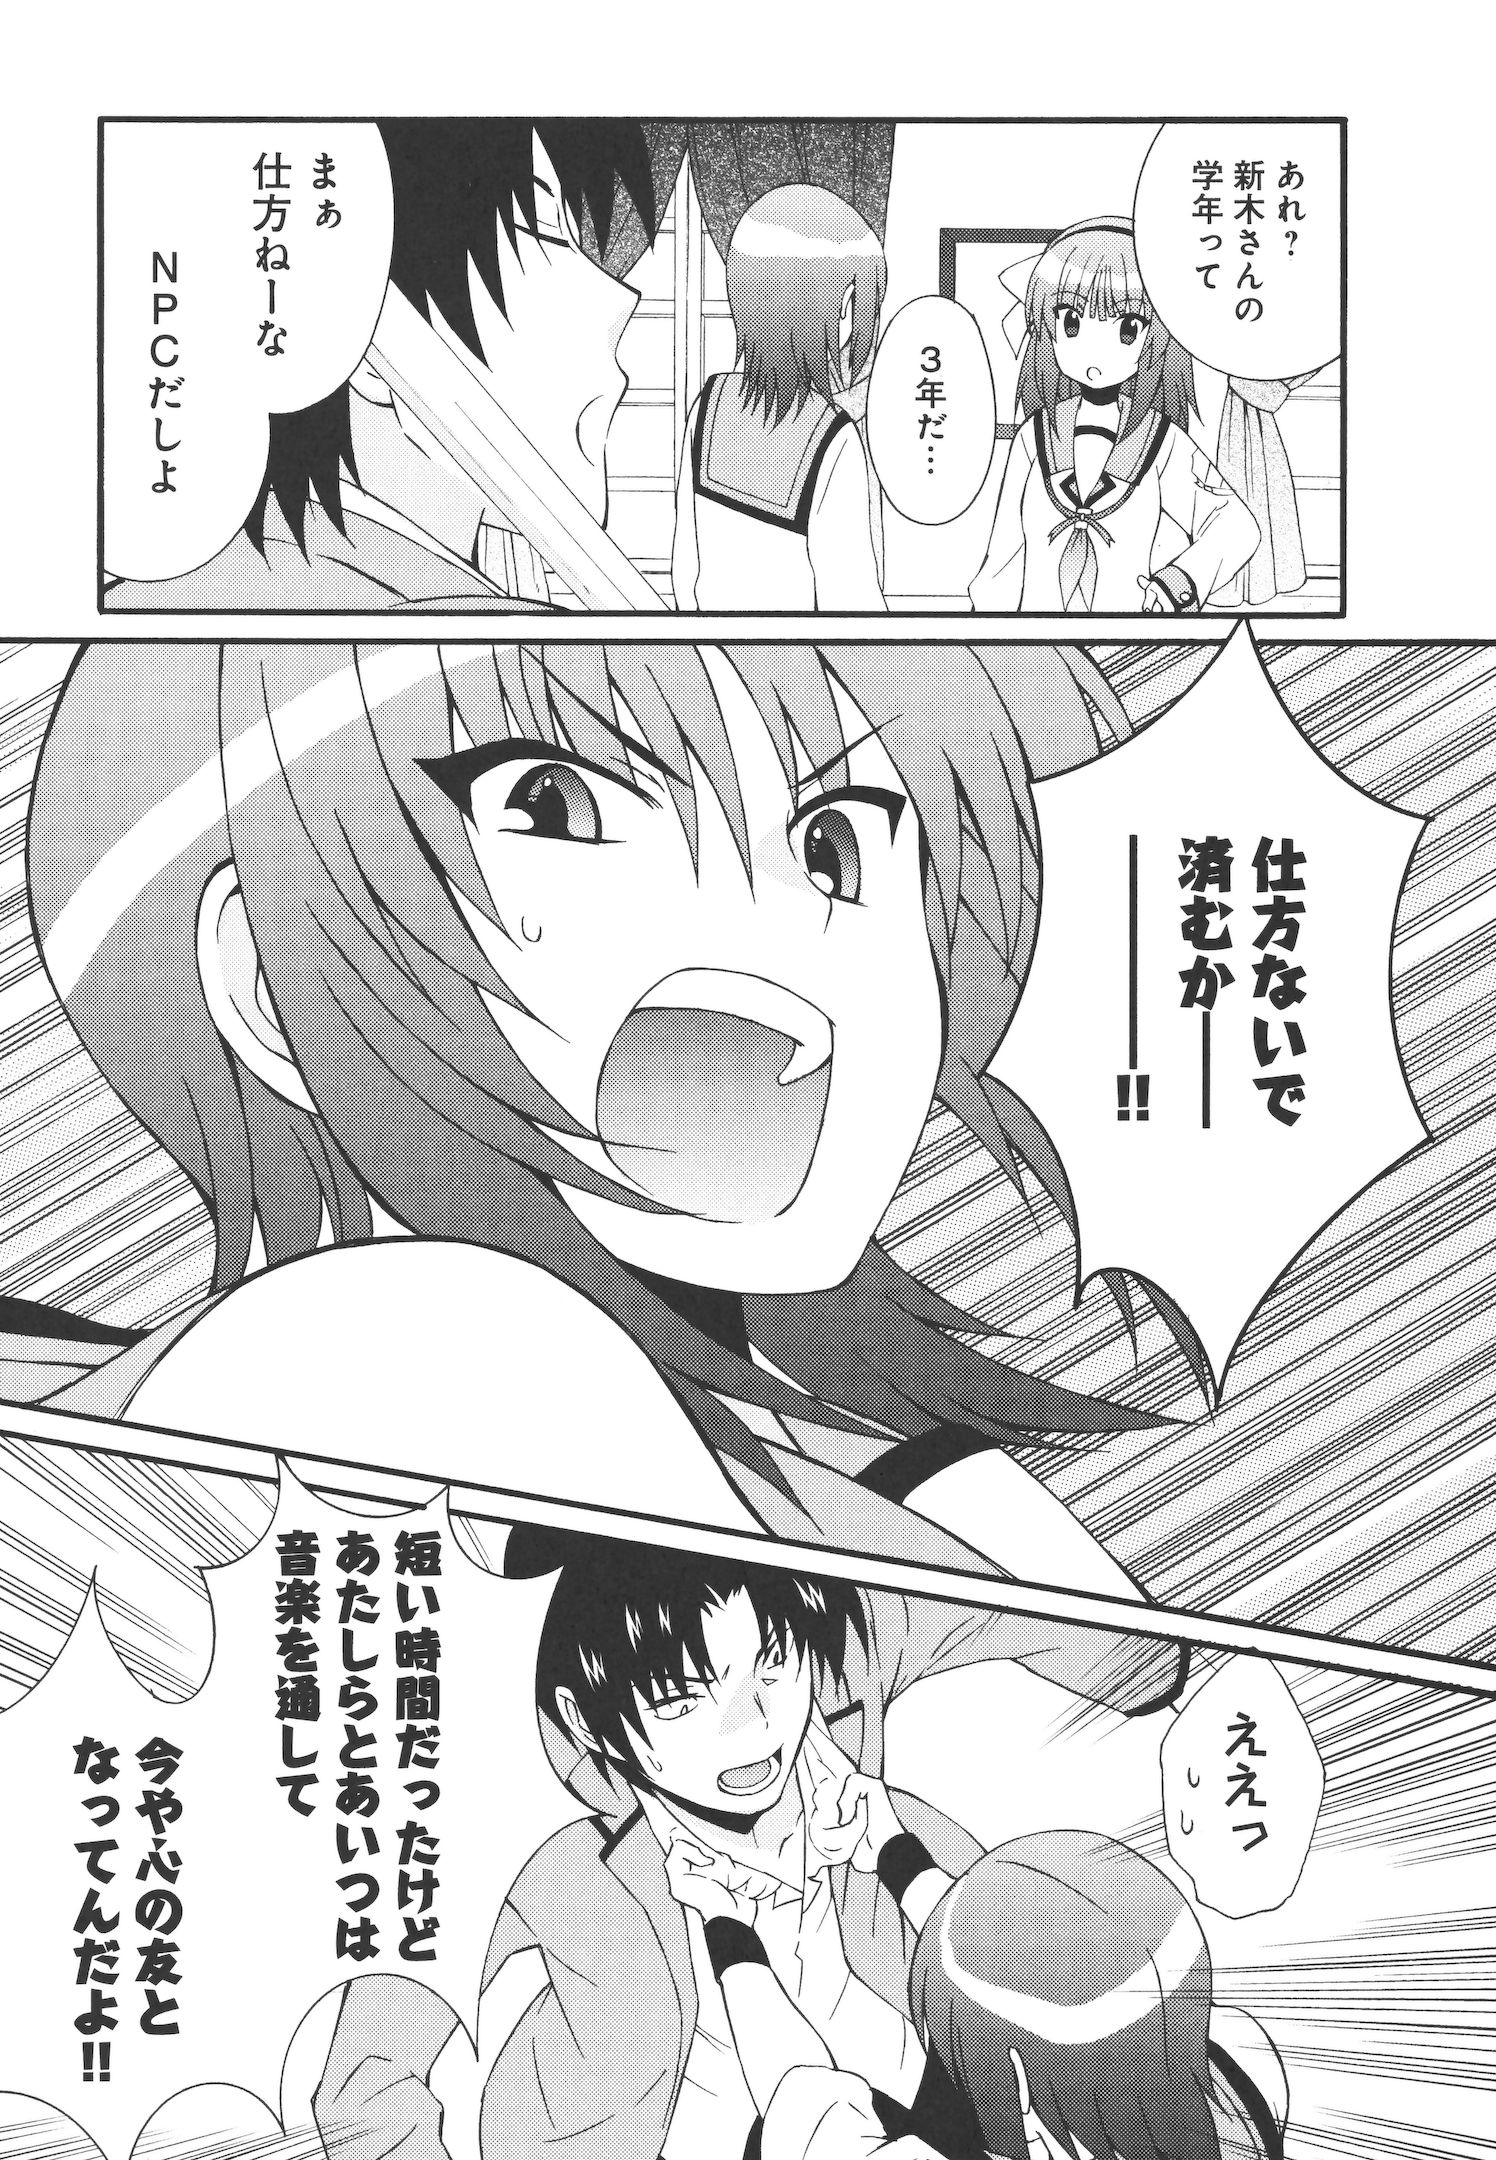 あれ？
新木さんの
学年って
3年だ…
まぁ
仕方ねーな
NPCだしよ
仕方ないで
済むか――
――!!
ええっ
短い時間だったけど
あたしらとあいつは
音楽を通して
今や心の友と
なってんだよ!!